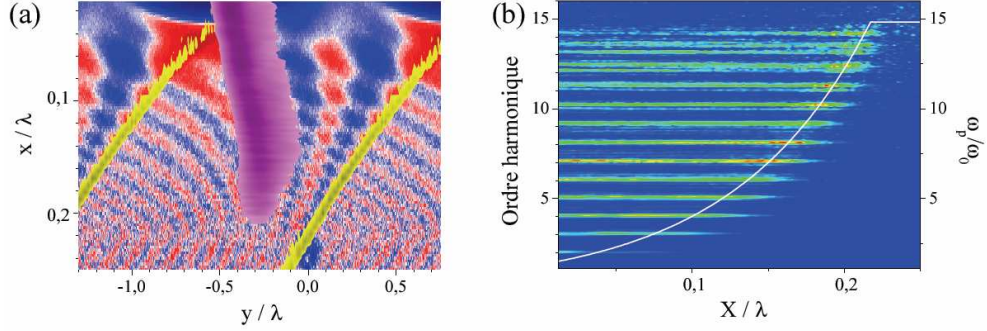 (a)
x / λ
0,1
0,2
-1,0
-0,5
0,0
0,5
y / λ
(b)
Ordre harmonique
15
10
5
0,1
0,2
X / λ
15
10
5
ω_p/ω_0